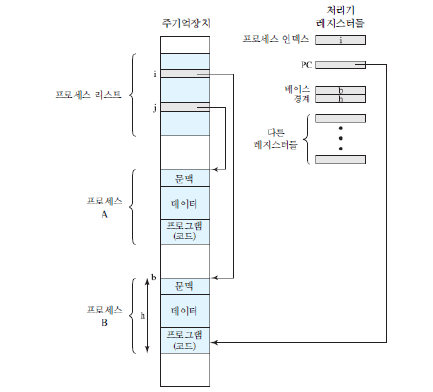 주기억장치
처리기
레지스터들
프로세스 인덱스
i
PC
베이스
b
경계
h
다른
레지스터들
프로세스 리스트
i
j
프로세스
A
문맥
데이터
프로그램
(코드)
b
프로세스
B
h
문맥
데이터
프로그램
(코드)